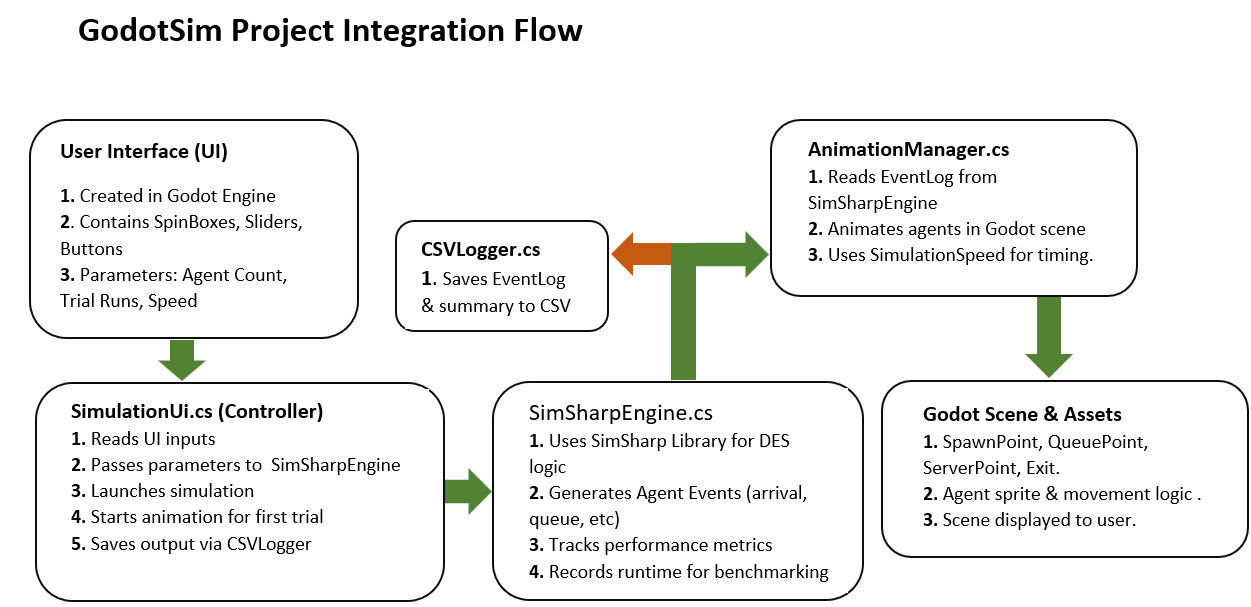 GodotSim Project Integration Flow
User Interface (UI)
1. Created in Godot Engine
2. Contains SpinBoxes, Sliders,
Buttons
3. Parameters: Agent Count,
Trial Runs, Speed
CSVLogger.cs
1. Saves EventLog
& summary to CSV
AnimationManager.cs
1. Reads EventLog from
SimSharpEngine
2. Animates agents in Godot scene
3. Uses SimulationSpeed for timing.
SimulationUi.cs (Controller)
1. Reads UI inputs
2. Passes parameters to  SimSharpEngine
3. Launches simulation
4. Starts animation for first trial
5. Saves output via CSVLogger
SimSharpEngine.cs
1. Uses SimSharp Library for DES
logic
2. Generates Agent Events (arrival,
queue, etc)
3. Tracks performance metrics
4. Records runtime for benchmarking
Godot Scene & Assets
1. SpawnPoint, QueuePoint,
ServerPoint, Exit.
2. Agent sprite & movement logic .
3. Scene displayed to user.